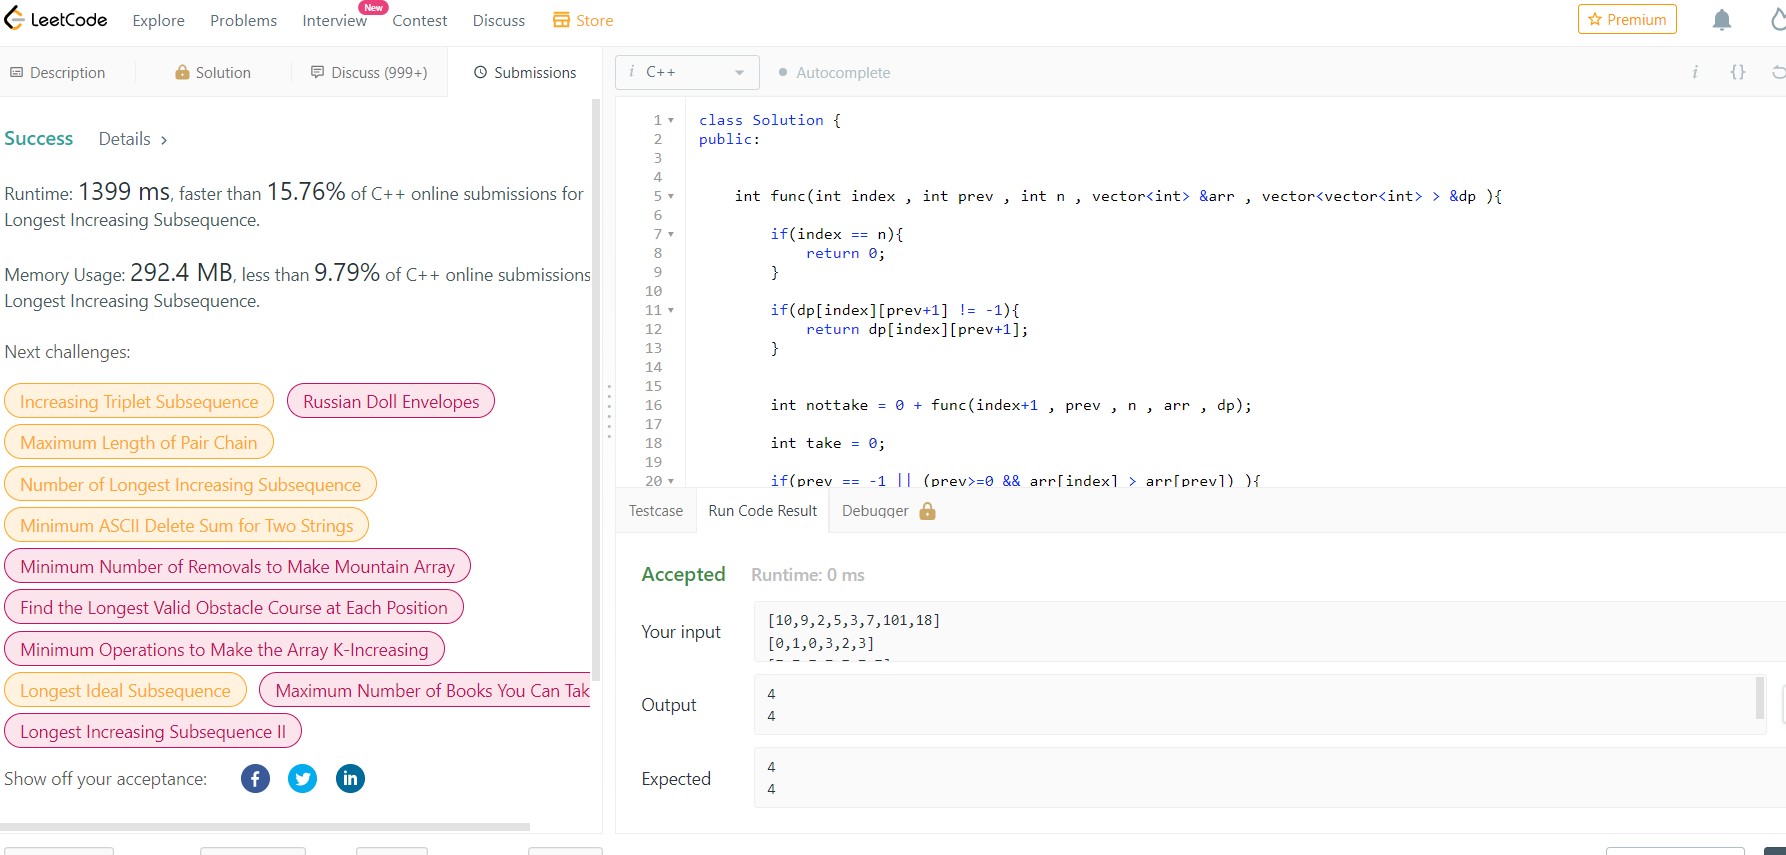 LeetCode Explore Problems Interview New Contest Discuss Store Premium
Description Solution Discuss (999+) Submissions
i C++ Autocomplete i {}
Success Details >
Runtime: 1399 ms, faster than 15.76% of C++ online submissions for
Longest Increasing Subsequence.
Memory Usage: 292.4 MB, less than 9.79% of C++ online submissions
Longest Increasing Subsequence.
Next challenges:
Increasing Triplet Subsequence Russian Doll Envelopes
Maximum Length of Pair Chain
Number of Longest Increasing Subsequence
Minimum ASCII Delete Sum for Two Strings
Minimum Number of Removals to Make Mountain Array
Find the Longest Valid Obstacle Course at Each Position
Minimum Operations to Make the Array K-Increasing
Longest Ideal Subsequence Maximum Number of Books You Can Tak
Longest Increasing Subsequence II
Show off your acceptance:
1 class Solution {
2 public:
3
4
5 int func(int index , int prev , int n , vector<int> &arr , vector<vector<int> > &dp ){
6
7 if(index == n){
8 return 0;
9 }
10
11 if(dp[index][prev+1] != -1){
12 return dp[index][prev+1];
13 }
14
15
16 int nottake = 0 + func(index+1 , prev , n , arr , dp);
17
18 int take = 0;
19
20 if(prev == -1 || (prev>=0 && arr[index] > arr[prev]) ){
Testcase Run Code Result Debugger
Accepted Runtime: 0 ms
Your input
[10,9,2,5,3,7,101,18]
[0,1,0,3,2,3]
Output
4
4
Expected
4
4